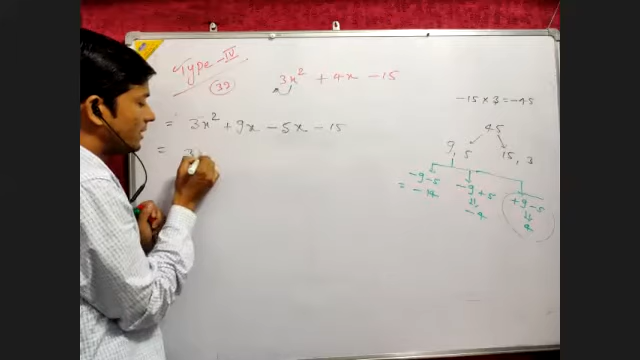 Type-IV
39
3x² + 4x - 15
= 3x² + 9x - 5x - 15
= 3
-15 × 3 = -45
45
9, 5 15, 3
-9-5 -9+5 +9-5
= -14 = -4 = 4